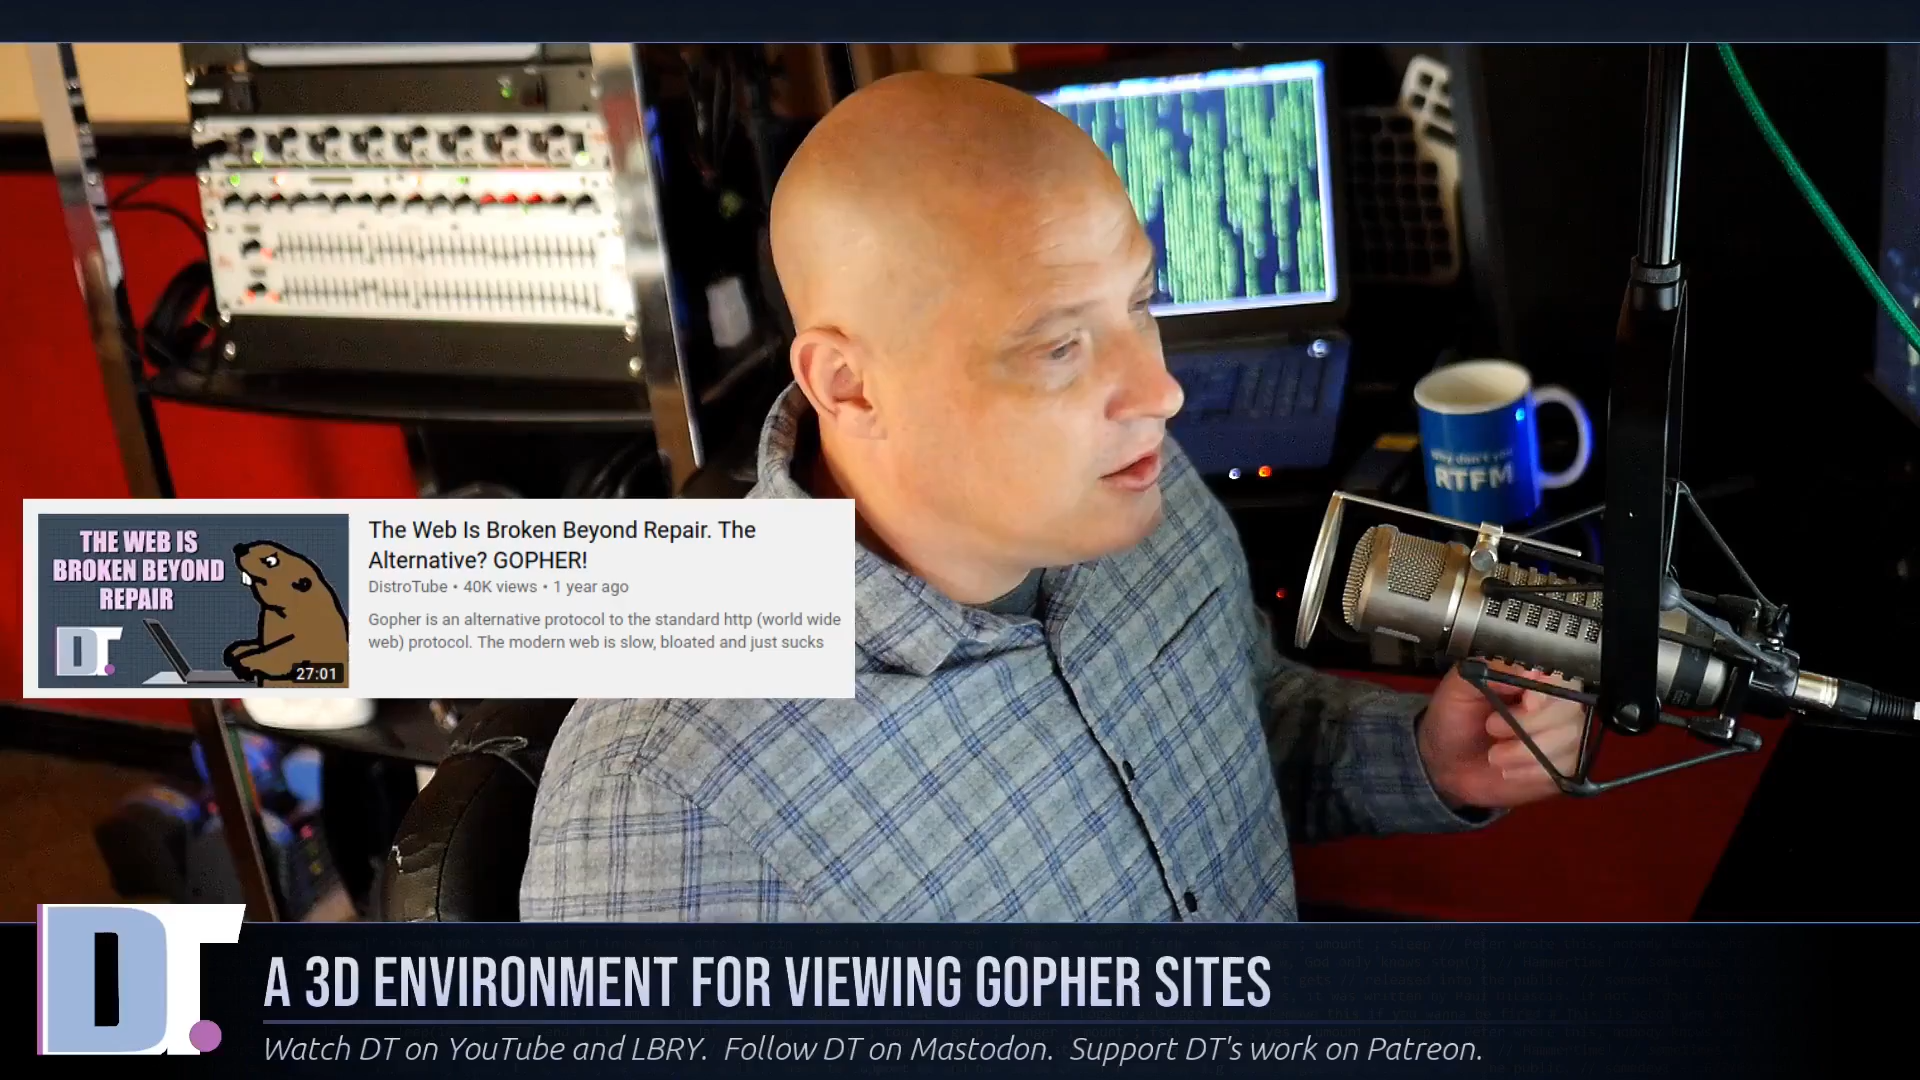 Why don't you
RTFM
THE WEB IS
BROKEN BEYOND
REPAIR
DT.
27:01
The Web Is Broken Beyond Repair. The
Alternative? GOPHER!
DistroTube • 40K views • 1 year ago
Gopher is an alternative protocol to the standard http (world wide
web) protocol. The modern web is slow, bloated and just sucks
DT.
A 3D ENVIRONMENT FOR VIEWING GOPHER SITES
Watch DT on YouTube and LBRY. Follow DT on Mastodon. Support DT's work on Patreon.